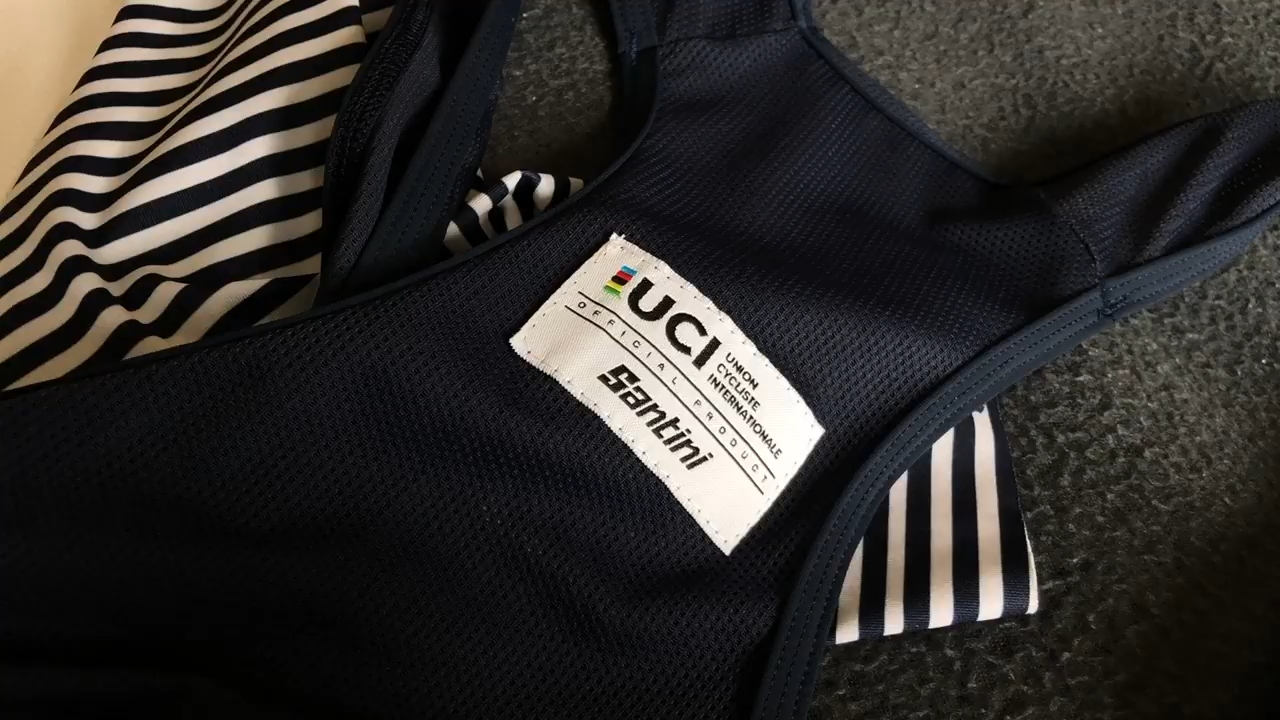 UCI
UNION
CYCLISTE
INTERNATIONALE
OFFICIAL PRODUCT
Santini